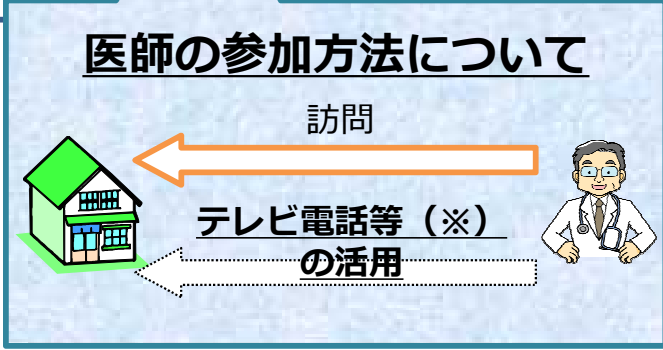 医師の参加方法について
訪問
テレビ電話等（※）
の活用